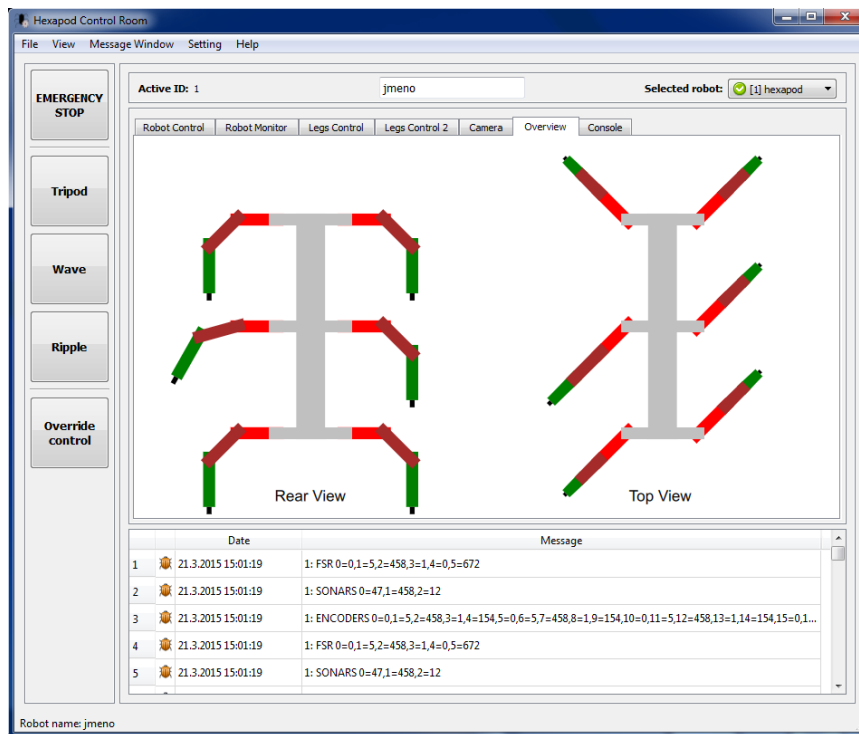 Hexapod Control Room
File View Message Window Setting Help
EMERGENCY
STOP
Tripod
Wave
Ripple
Override
control
Active ID: 1
jmeno
Selected robot: [1] hexapod
Robot Control Robot Monitor Legs Control Legs Control 2 Camera Overview Console
Rear View Top View
Date Message
1 21.3.2015 15:01:19 1: FSR 0=0,1=5,2=458,3=1,4=0,5=672
2 21.3.2015 15:01:19 1: SONARS 0=47,1=458,2=12
3 21.3.2015 15:01:19 1: ENCODERS 0=0,1=5,2=458,3=1,4=154,5=0,6=5,7=458,8=1,9=154,10=0,11=5,12=458,13=1,14=154,15=0,1...
4 21.3.2015 15:01:19 1: FSR 0=0,1=5,2=458,3=1,4=0,5=672
5 21.3.2015 15:01:19 1: SONARS 0=47,1=458,2=12
Robot name: jmeno